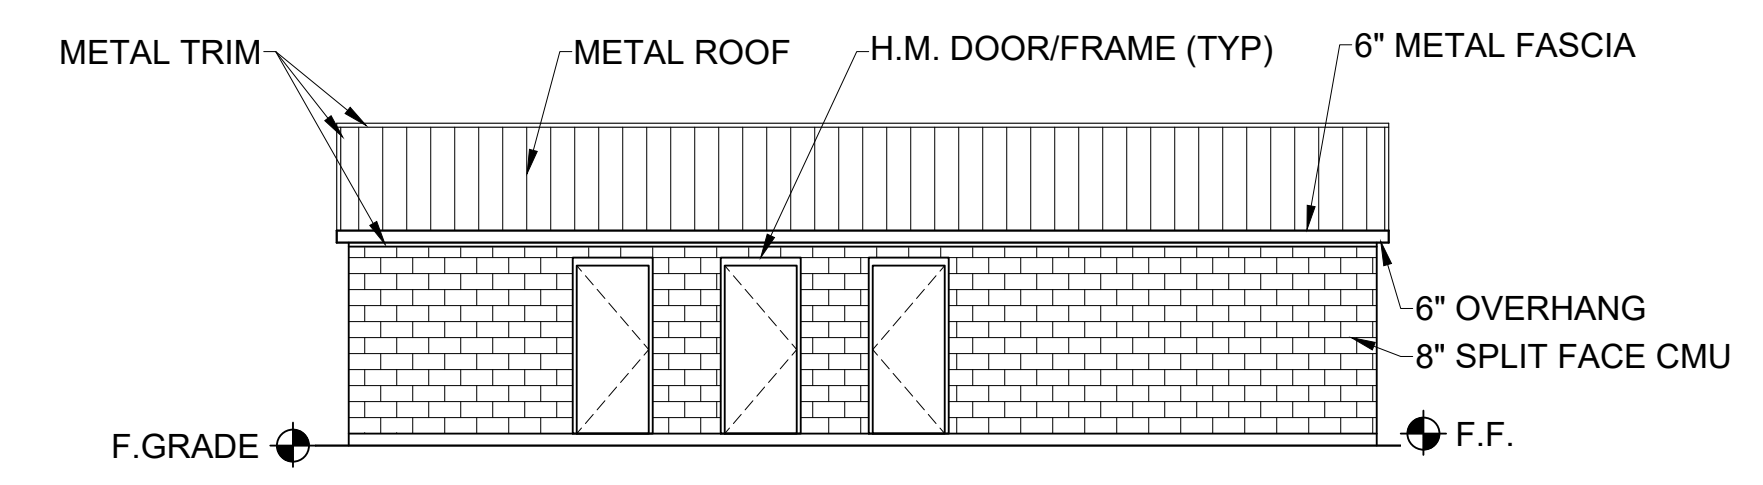 METAL TRIM
METAL ROOF
H.M. DOOR/FRAME (TYP)
6" METAL FASCIA
6" OVERHANG
8" SPLIT FACE CMU
F.GRADE
F.F.